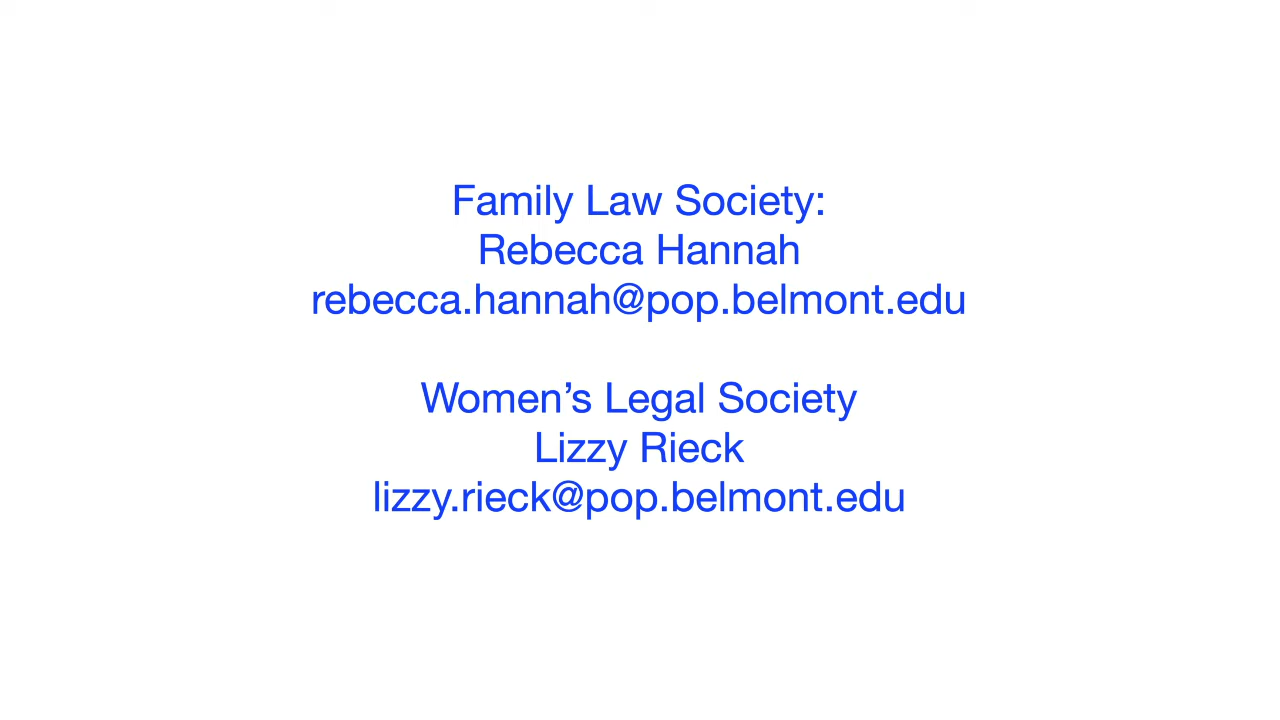 Family Law Society:
Rebecca Hannah
rebecca.hannah@pop.belmont.edu
Women’s Legal Society
Lizzy Rieck
lizzy.rieck@pop.belmont.edu